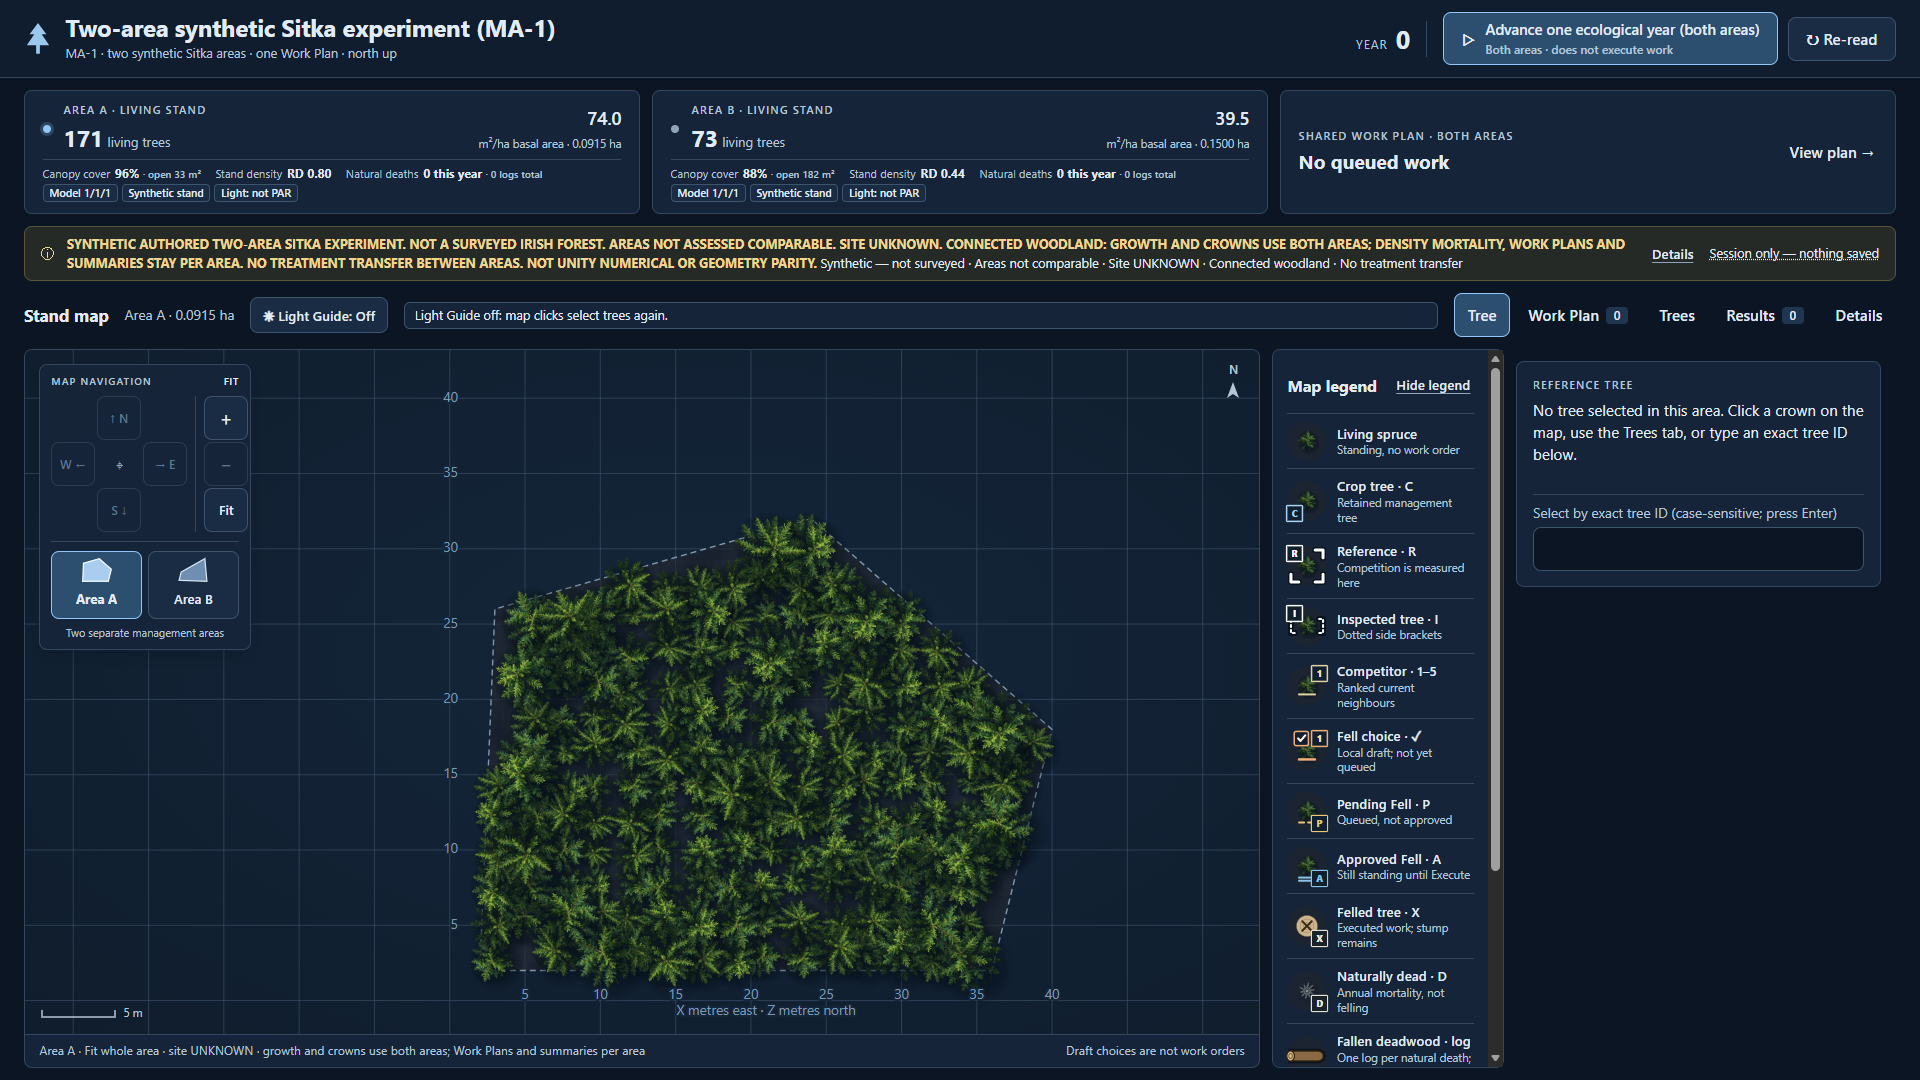 Two-area synthetic Sitka experiment (MA-1)
MA-1 · two synthetic Sitka areas · one Work Plan · north up
YEAR 0
Advance one ecological year (both areas)
Both areas · does not execute work
↻ Re-read
AREA A · LIVING STAND
171 living trees
74.0
m²/ha basal area · 0.0915 ha
Canopy cover 96% · open 33 m² Stand density RD 0.80 Natural deaths 0 this year · 0 logs total
Model 1/1/1 Synthetic stand Light: not PAR
AREA B · LIVING STAND
73 living trees
39.5
m²/ha basal area · 0.1500 ha
Canopy cover 88% · open 182 m² Stand density RD 0.44 Natural deaths 0 this year · 0 logs total
Model 1/1/1 Synthetic stand Light: not PAR
SHARED WORK PLAN · BOTH AREAS
No queued work
View plan →
SYNTHETIC AUTHORED TWO-AREA SITKA EXPERIMENT. NOT A SURVEYED IRISH FOREST. AREAS NOT ASSESSED COMPARABLE. SITE UNKNOWN. CONNECTED WOODLAND: GROWTH AND CROWNS USE BOTH AREAS; DENSITY MORTALITY, WORK PLANS AND
SUMMARIES STAY PER AREA. NO TREATMENT TRANSFER BETWEEN AREAS. NOT UNITY NUMERICAL OR GEOMETRY PARITY. Synthetic — not surveyed · Areas not comparable · Site UNKNOWN · Connected woodland · No treatment transfer
Details
Session only — nothing saved
Stand map
Area A · 0.0915 ha
Light Guide: Off
Light Guide off: map clicks select trees again.
Tree
Work Plan 0
Trees
Results 0
Details
MAP NAVIGATION FIT
↑ N
+
W ←
→ E
−
S ↓
Fit
Area A
Area B
Two separate management areas
N
40
35
30
25
20
15
10
5
5 10 15 20 25 30 35 40
X metres east · Z metres north
5 m
Area A · Fit whole area · site UNKNOWN · growth and crowns use both areas; Work Plans and summaries per area
Draft choices are not work orders
Map legend
Hide legend
Living spruce
Standing, no work order
C
Crop tree · C
Retained management
tree
R
Reference · R
Competition is measured
here
I
Inspected tree · I
Dotted side brackets
1
Competitor · 1–5
Ranked current
neighbours
1
Fell choice · ✓
Local draft; not yet
queued
P
Pending Fell · P
Queued, not approved
A
Approved Fell · A
Still standing until Execute
X
Felled tree · X
Executed work; stump
remains
D
Naturally dead · D
Annual mortality, not
felling
Fallen deadwood · log
One log per natural death;
REFERENCE TREE
No tree selected in this area. Click a crown on the
map, use the Trees tab, or type an exact tree ID
below.
Select by exact tree ID (case-sensitive; press Enter)